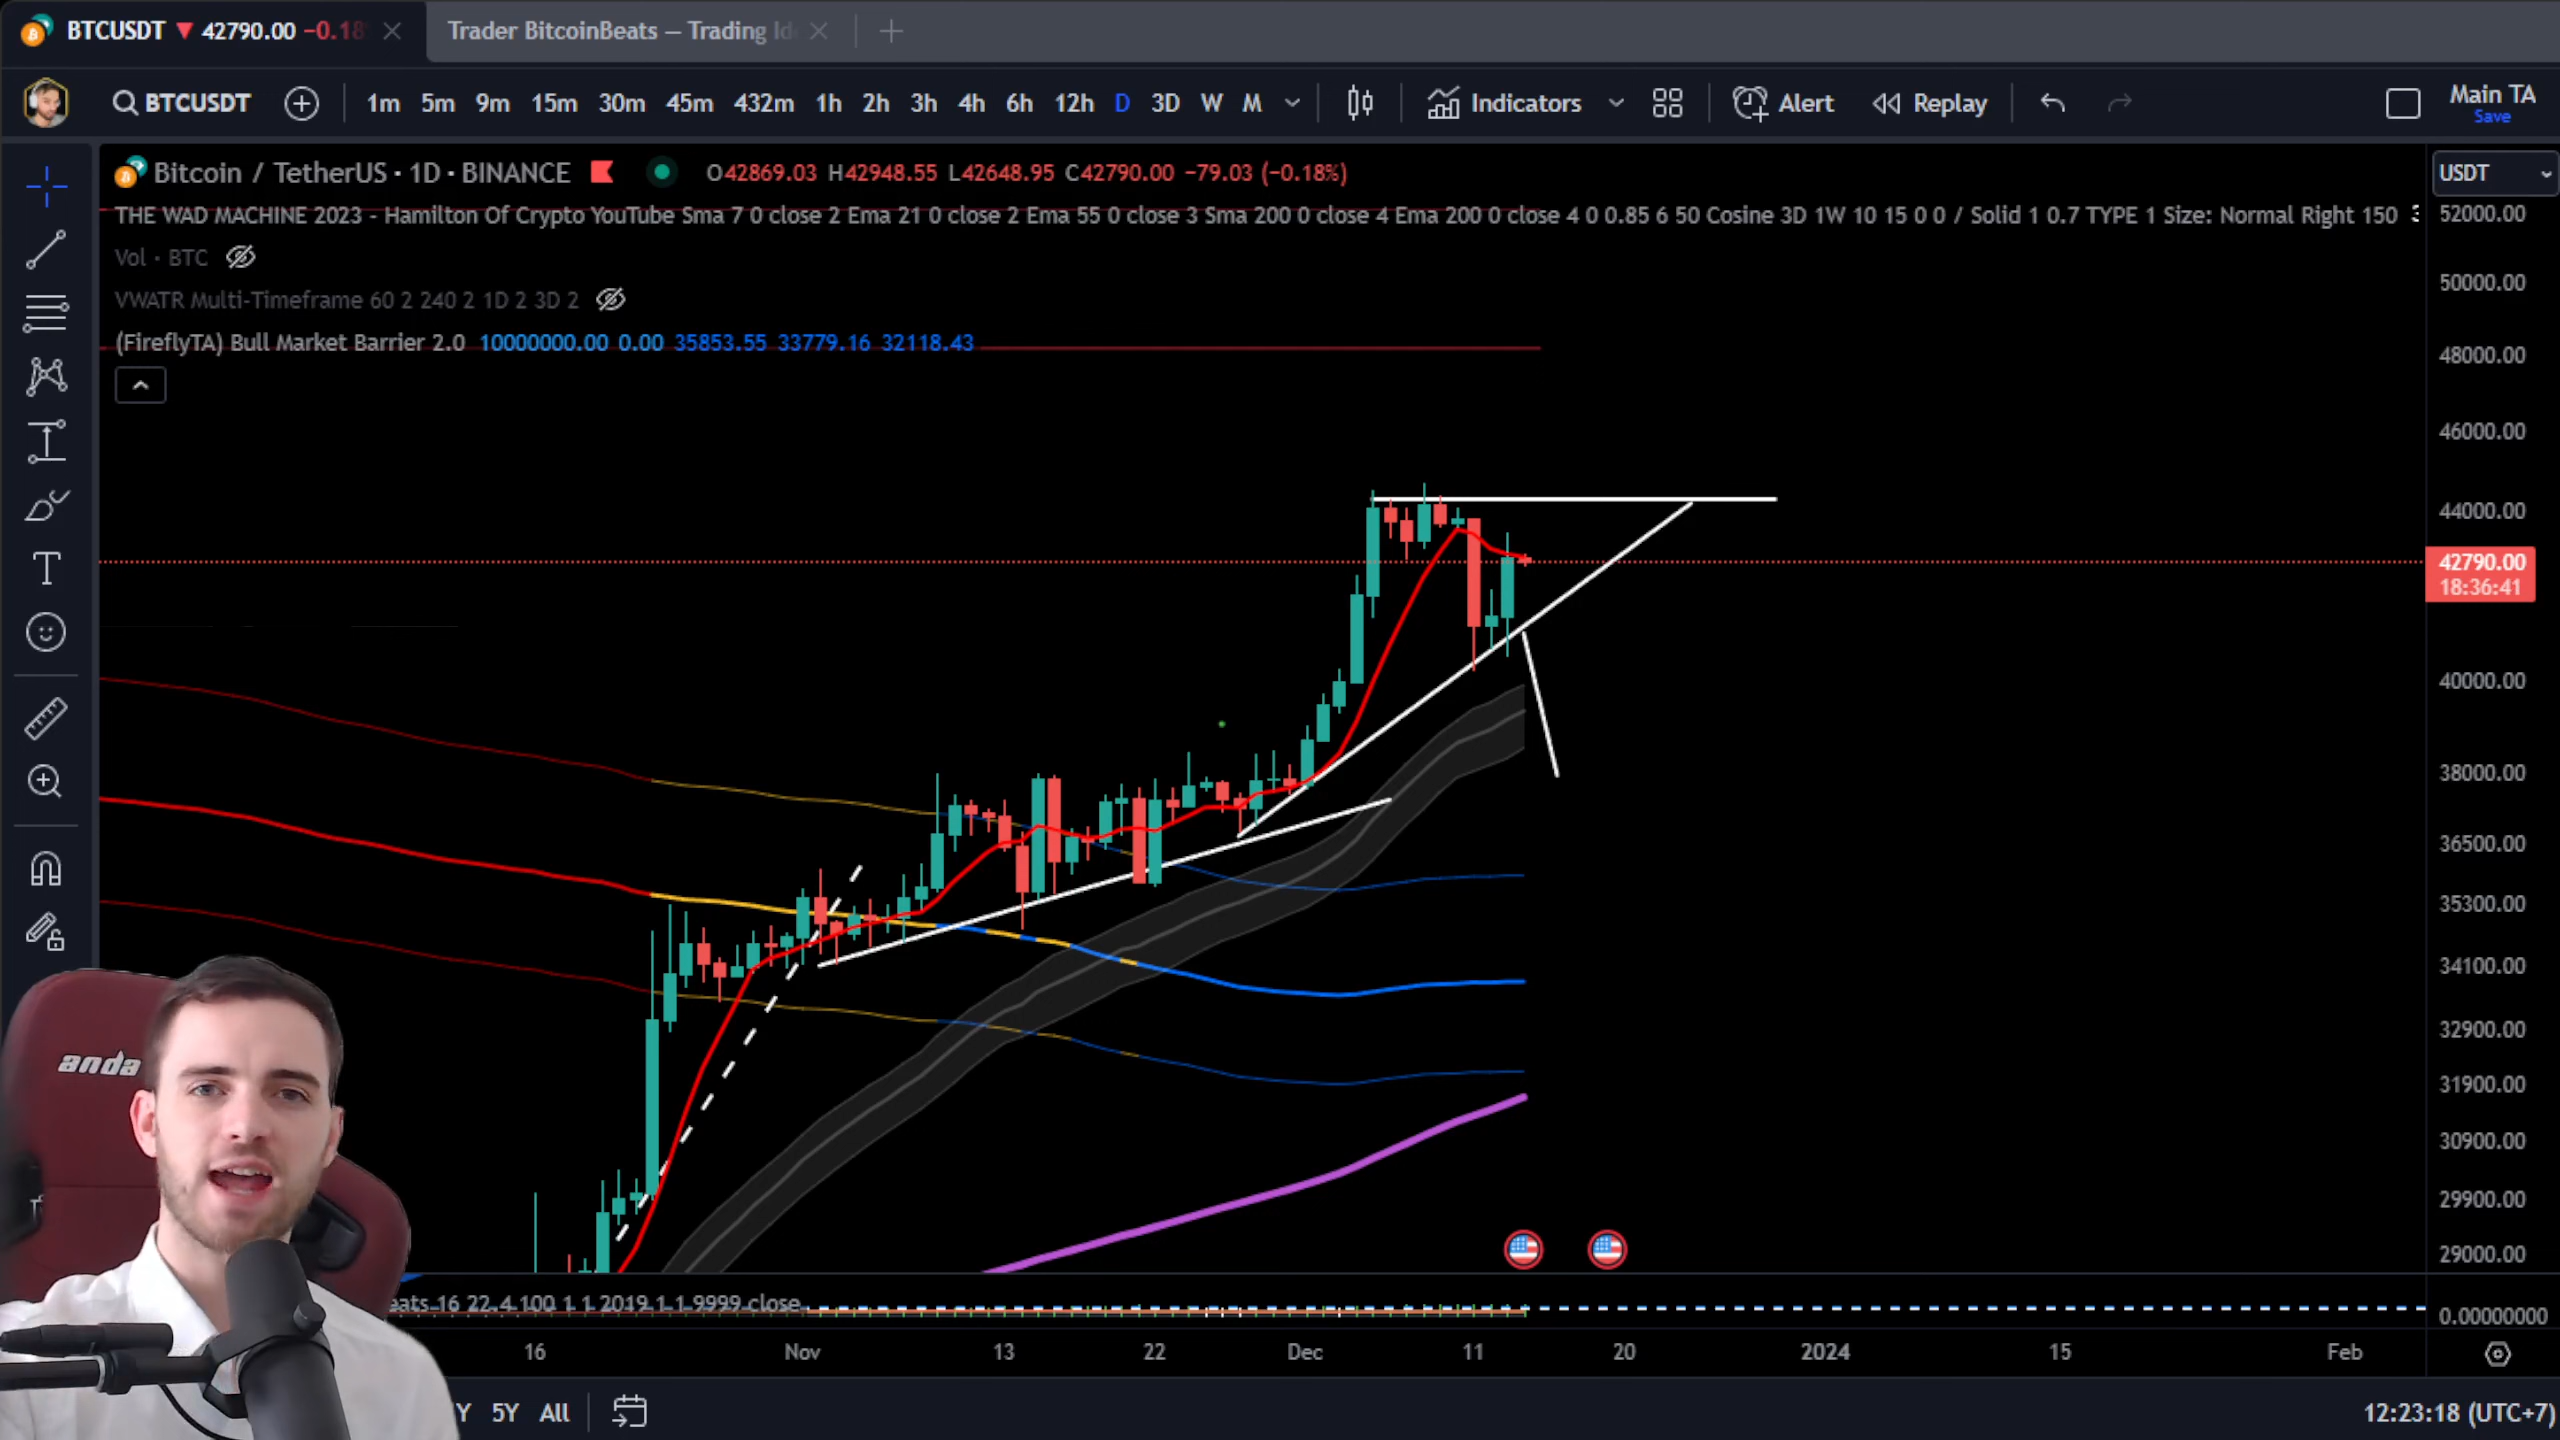 BTCUSDT ▼ 42790.00 −0.18
Trader BitcoinBeats — Trading Id
BTCUSDT 1m 5m 9m 15m 30m 45m 432m 1h 2h 3h 4h 6h 12h D 3D W M Indicators Alert Replay Main TA
Save
Bitcoin / TetherUS · 1D · BINANCE O42869.03 H42948.55 L42648.95 C42790.00 −79.03 (−0.18%)
USDT
THE WAD MACHINE 2023 - Hamilton Of Crypto YouTube Sma 7 0 close 2 Ema 21 0 close 2 Ema 55 0 close 3 Sma 200 0 close 4 Ema 200 0 close 4 0 0.85 6 50 Cosine 3D 1W 10 15 0 0 / Solid 1 0.7 TYPE 1 Size: Normal Right 150
52000.00
Vol · BTC
50000.00
VWATR Multi-Timeframe 60 2 240 2 1D 2 3D 2
(FireflyTA) Bull Market Barrier 2.0 10000000.00 0.00 35853.55 33779.16 32118.43
48000.00
46000.00
44000.00
42790.00
18:36:41
40000.00
38000.00
36500.00
35300.00
34100.00
32900.00
31900.00
30900.00
29900.00
29000.00
anda
eats 16 22.4 100 1 1 2019 1 1 9999 close
0.00000000
16 Nov 13 22 Dec 11 20 2024 15 Feb
Y 5Y All
12:23:18 (UTC+7)